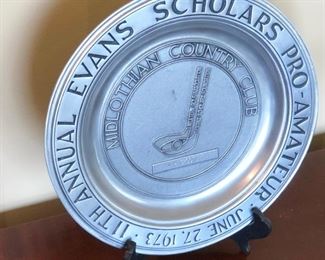 11TH ANNUAL EVANS SCHOLARS PRO-AMATEUR · JUNE 27, 1973 ·
MIDLOTHIAN COUNTRY CLUB